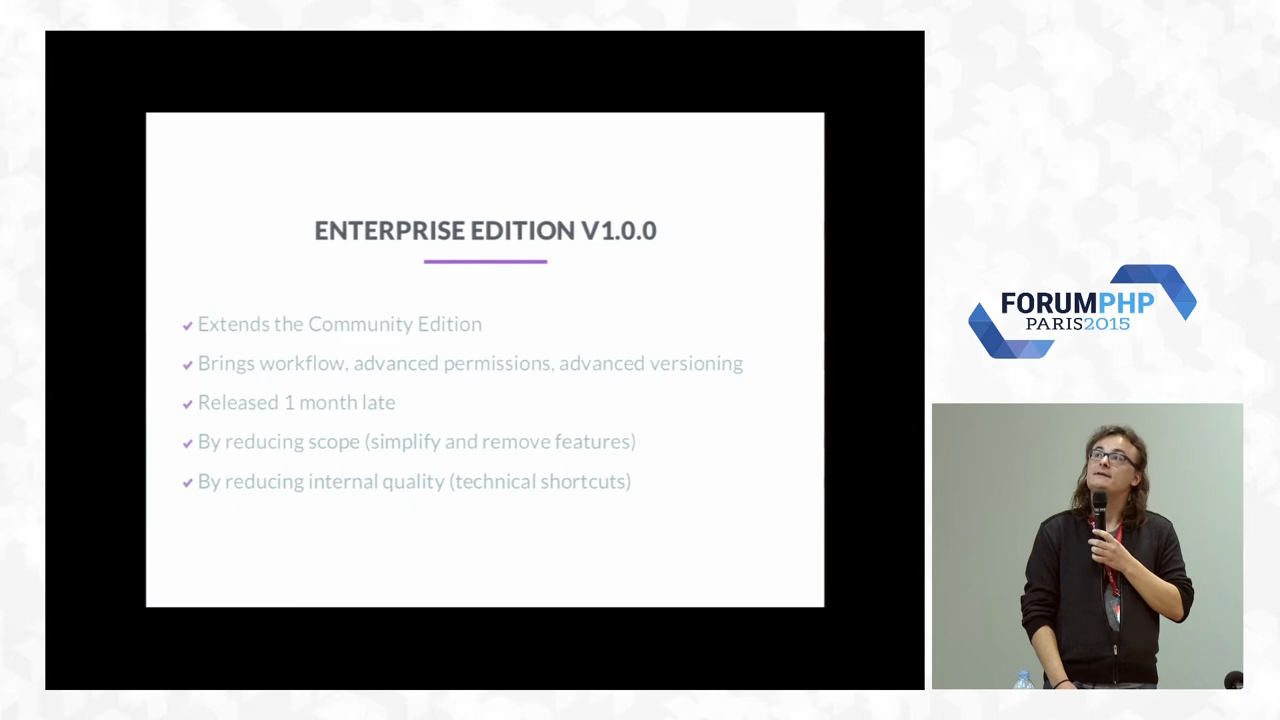 ENTERPRISE EDITION V1.0.0
Extends the Community Edition
Brings workflow, advanced permissions, advanced versioning
Released 1 month late
By reducing scope (simplify and remove features)
By reducing internal quality (technical shortcuts)
FORUMPHP
PARIS2015